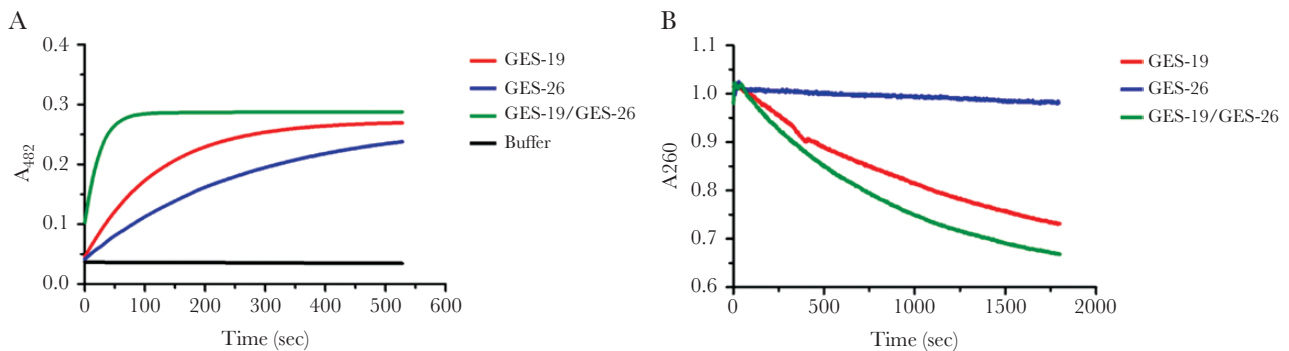 A
0.4
0.3
0.2
0.1
0.0
A482
0
100
200
300
400
500
600
Time (sec)
GES-19
GES-26
GES-19/GES-26
Buffer
B
1.1
1.0
0.9
0.8
0.7
0.6
A260
0
500
1000
1500
2000
Time (sec)
GES-19
GES-26
GES-19/GES-26